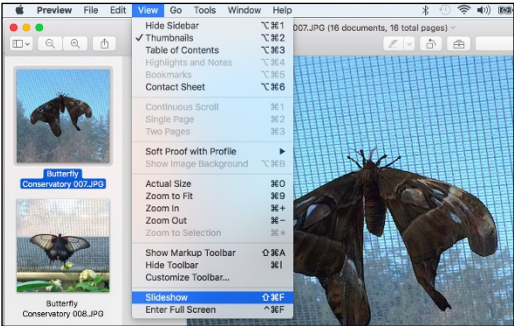 Preview File Edit View Go Tools Window Help
007.JPG (16 documents, 16 total pages)
Hide Sidebar ⌥⌘1
✓ Thumbnails ⌥⌘2
Table of Contents ⌥⌘3
Highlights and Notes ⌥⌘4
Bookmarks ⌥⌘5
Contact Sheet ⌥⌘6
Continuous Scroll ⌘1
Single Page ⌘2
Two Pages ⌘3
Soft Proof with Profile ▶
Show Image Background ⌥⌘B
Actual Size ⌘0
Zoom to Fit ⌘9
Zoom In ⌘+
Zoom Out ⌘−
Zoom to Selection ⌘*
Show Markup Toolbar ⇧⌘A
Hide Toolbar ⌘I
Customize Toolbar...
Slideshow ⇧⌘F
Enter Full Screen ^⌘F
Butterfly
Conservatory 007.JPG
Butterfly
Conservatory 008.JPG